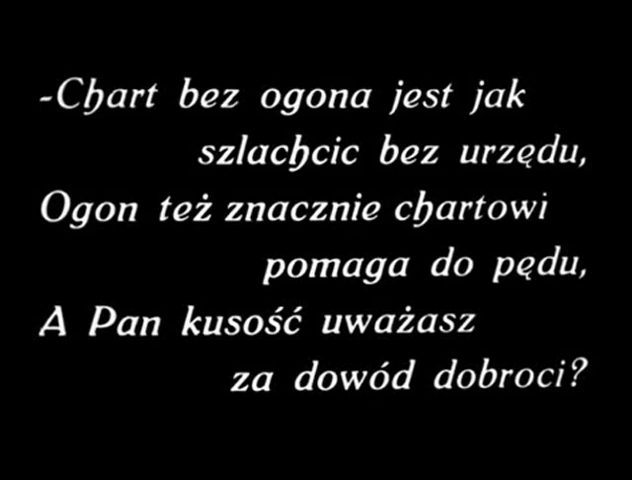 -Chart bez ogona jest jak
szlachcic bez urzędu,
Ogon też znacznie chartowi
pomaga do pędu,
A Pan kusość uważasz
za dowód dobroci?